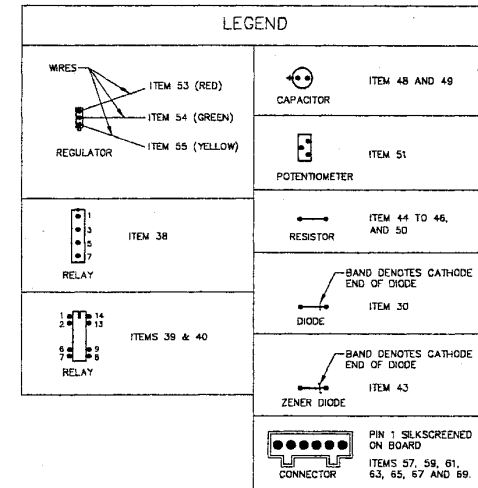 LEGEND
WIRES
ITEM 53 (RED)
ITEM 54 (GREEN)
ITEM 55 (YELLOW)
REGULATOR
1
3
5
7
ITEM 38
RELAY
1 14
2 13
6 9
7 8
ITEMS 39 & 40
RELAY
+
ITEM 48 AND 49
CAPACITOR
ITEM 51
POTENTIOMETER
ITEM 44 TO 46,
AND 50
RESISTOR
BAND DENOTES CATHODE
END OF DIODE
ITEM 30
DIODE
BAND DENOTES CATHODE
END OF DIODE
ITEM 43
ZENER DIODE
PIN 1 SILKSCREENED
ON BOARD
ITEMS 57, 59, 61,
63, 65, 67 AND 69.
CONNECTOR